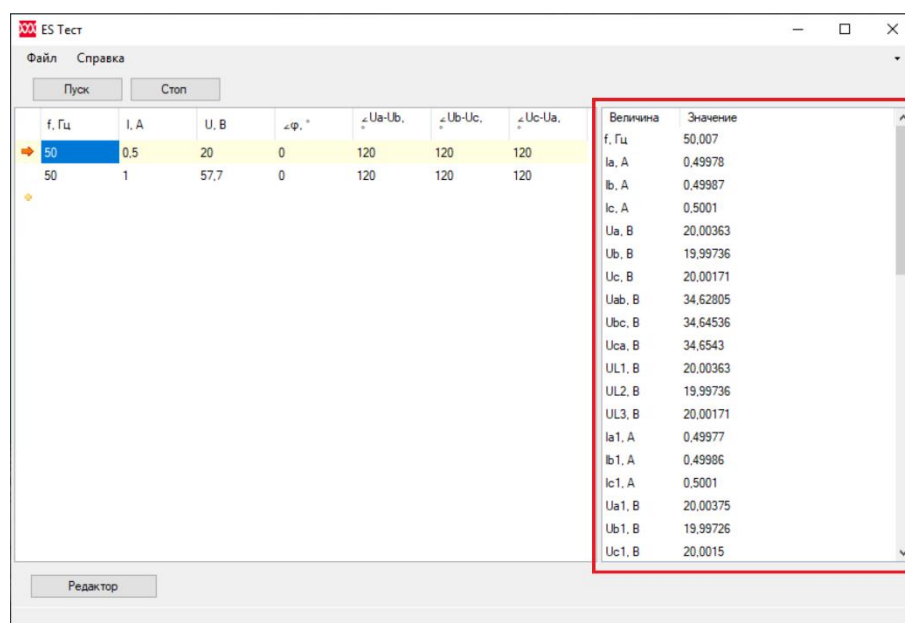 ES Тест
Файл Справка
Пуск Стоп
f, Гц I, А U, В ∠φ, ° ∠Ua-Ub, ° ∠Ub-Uc, ° ∠Uc-Ua, °
50 0,5 20 0 120 120 120
50 1 57,7 0 120 120 120
Величина Значение
f, Гц 50,007
Ia, А 0,49978
Ib, А 0,49987
Ic, А 0,5001
Ua, В 20,00363
Ub, В 19,99736
Uc, В 20,00171
Uab, В 34,62805
Ubc, В 34,64536
Uca, В 34,6543
UL1, В 20,00363
UL2, В 19,99736
UL3, В 20,00171
Ia1, А 0,49977
Ib1, А 0,49986
Ic1, А 0,5001
Ua1, В 20,00375
Ub1, В 19,99726
Uc1, В 20,0015
Редактор